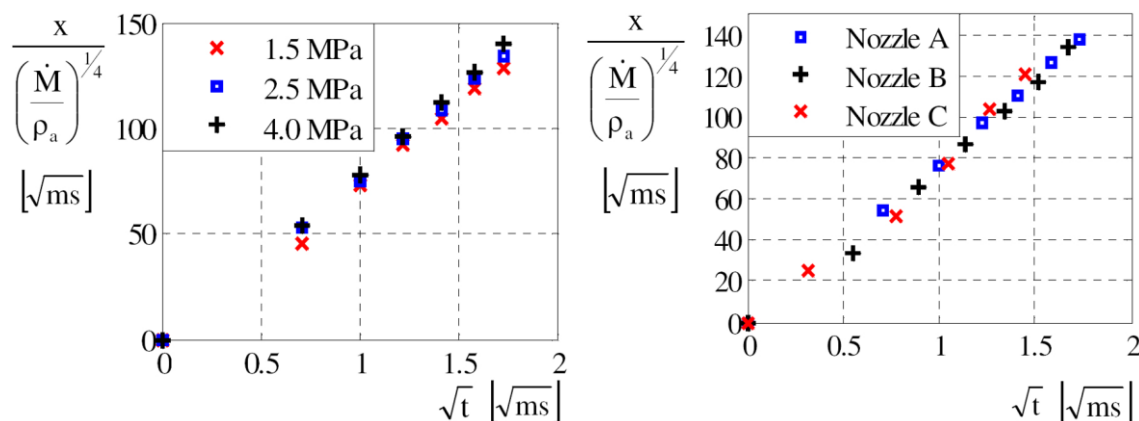 x
(Ṁ/ρa)^1/4
⌊√ms⌋
150
100
50
0
0 0.5 1 1.5 2
√t ⌊√ms⌋
1.5 MPa
2.5 MPa
4.0 MPa
x
(Ṁ/ρa)^1/4
⌊√ms⌋
140
120
100
80
60
40
20
0
0 0.5 1 1.5 2
√t ⌊√ms⌋
Nozzle A
Nozzle B
Nozzle C